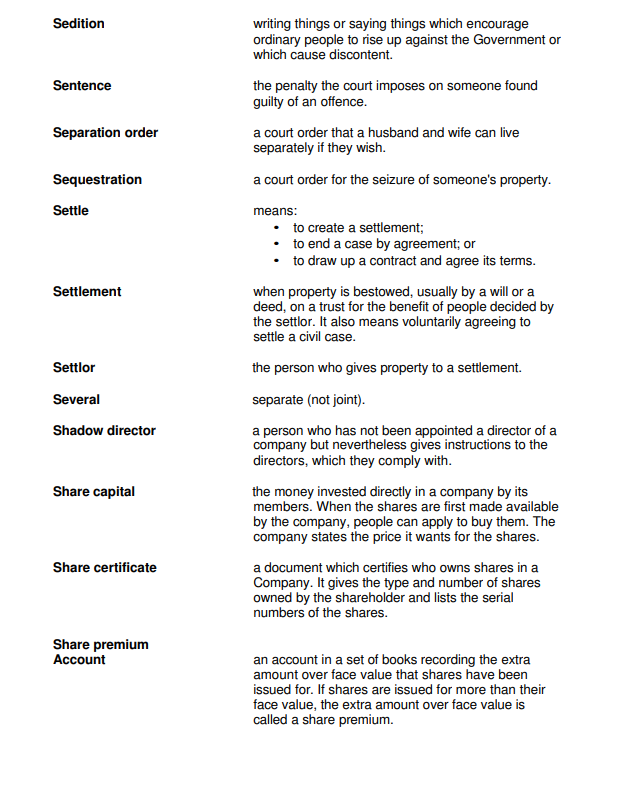 Sedition writing things or saying things which encourage
ordinary people to rise up against the Government or
which cause discontent.
Sentence the penalty the court imposes on someone found
guilty of an offence.
Separation order a court order that a husband and wife can live
separately if they wish.
Sequestration a court order for the seizure of someone's property.
Settle means:
• to create a settlement;
• to end a case by agreement; or
• to draw up a contract and agree its terms.
Settlement when property is bestowed, usually by a will or a
deed, on a trust for the benefit of people decided by
the settlor. It also means voluntarily agreeing to
settle a civil case.
Settlor the person who gives property to a settlement.
Several separate (not joint).
Shadow director a person who has not been appointed a director of a
company but nevertheless gives instructions to the
directors, which they comply with.
Share capital the money invested directly in a company by its
members. When the shares are first made available
by the company, people can apply to buy them. The
company states the price it wants for the shares.
Share certificate a document which certifies who owns shares in a
Company. It gives the type and number of shares
owned by the shareholder and lists the serial
numbers of the shares.
Share premium
Account an account in a set of books recording the extra
amount over face value that shares have been
issued for. If shares are issued for more than their
face value, the extra amount over face value is
called a share premium.